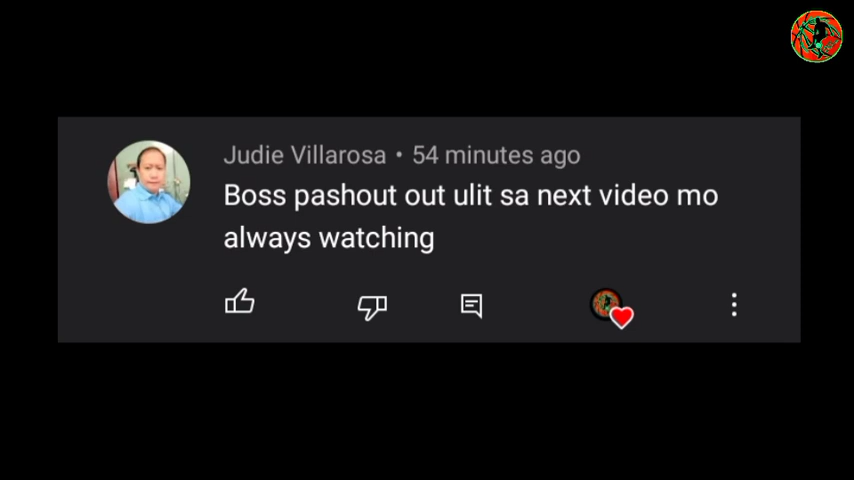 Judie Villarosa • 54 minutes ago
Boss pashout out ulit sa next video mo
always watching